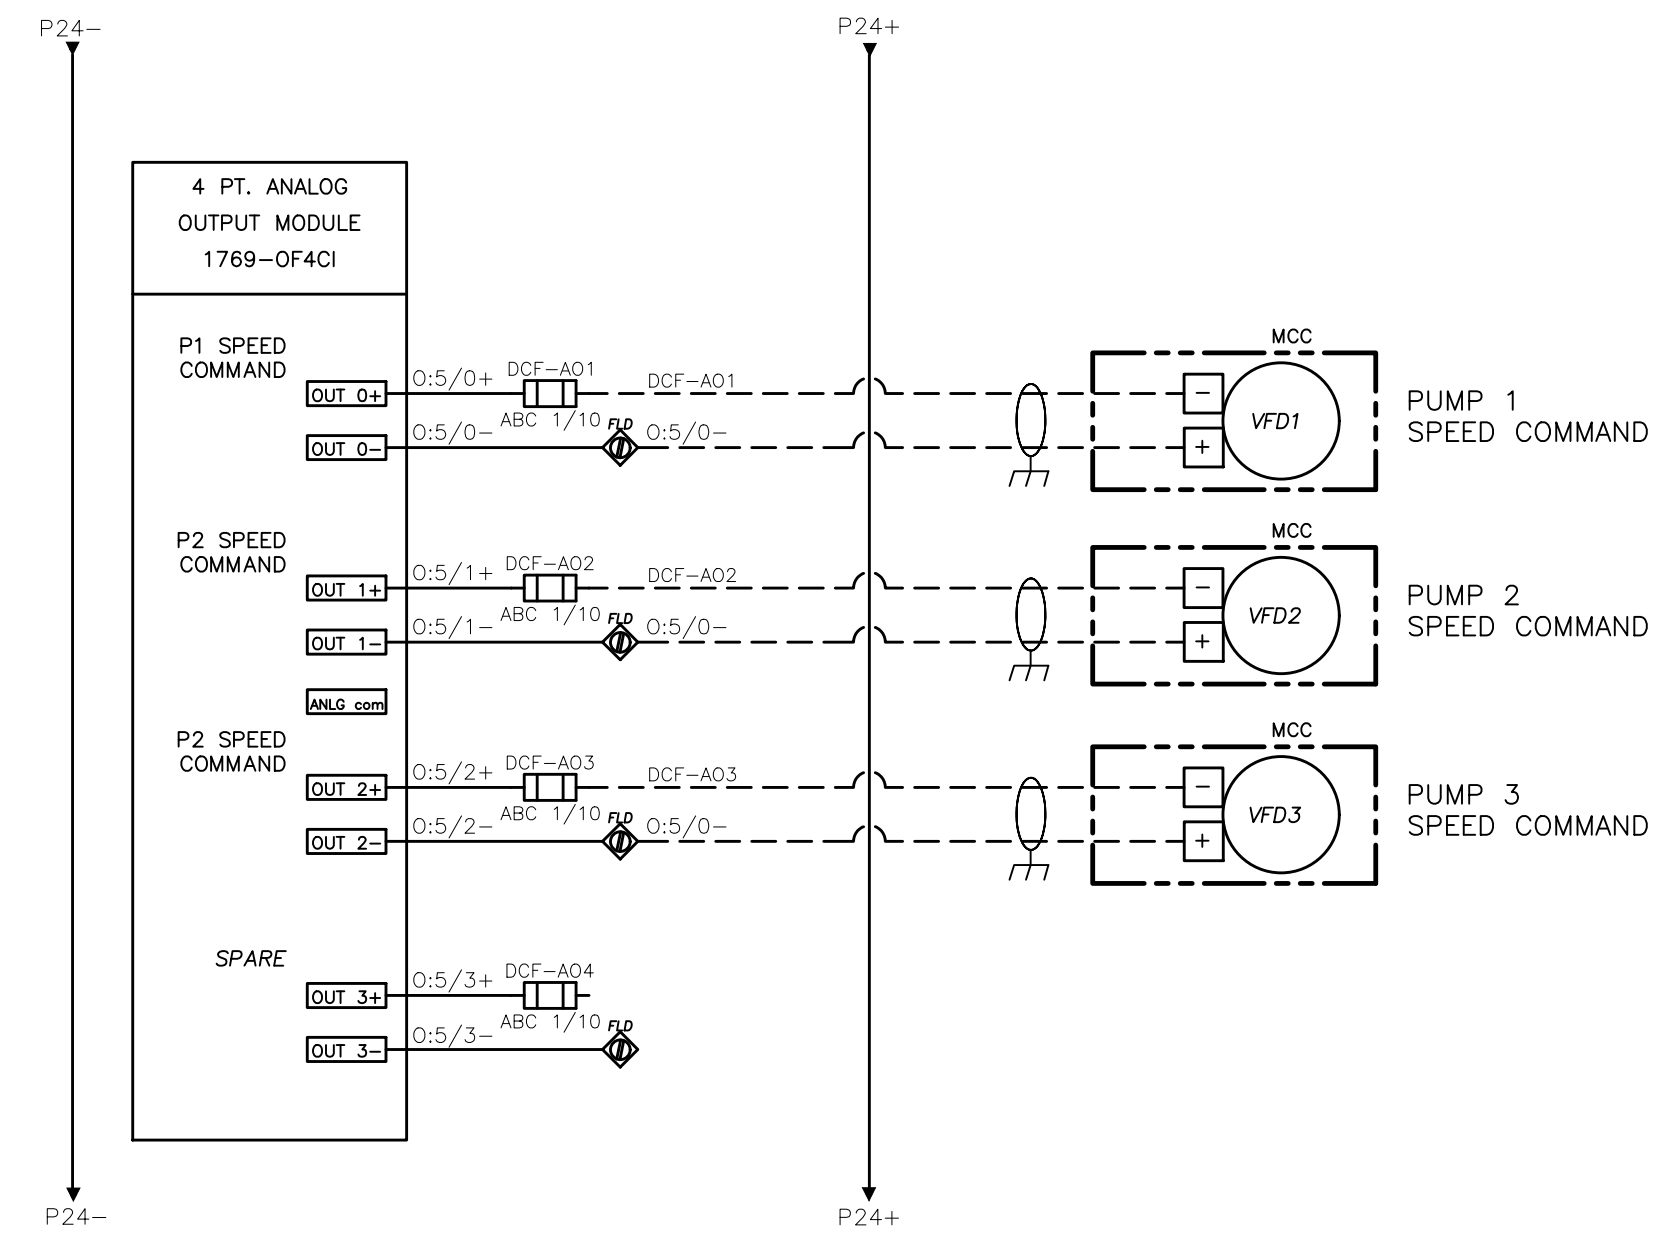 P24-
P24+
4 PT. ANALOG
OUTPUT MODULE
1769-OF4CI
P1 SPEED
COMMAND
OUT 0+
O:5/0+
DCF-AO1
ABC 1/10
DCF-AO1
OUT 0-
O:5/0-
FLD
O:5/0-
MCC
-
+
VFD1
PUMP 1
SPEED COMMAND
P2 SPEED
COMMAND
OUT 1+
O:5/1+
DCF-AO2
ABC 1/10
DCF-AO2
OUT 1-
O:5/1-
FLD
O:5/0-
MCC
-
+
VFD2
PUMP 2
SPEED COMMAND
ANLG com
P2 SPEED
COMMAND
OUT 2+
O:5/2+
DCF-AO3
ABC 1/10
DCF-AO3
OUT 2-
O:5/2-
FLD
O:5/0-
MCC
-
+
VFD3
PUMP 3
SPEED COMMAND
SPARE
OUT 3+
O:5/3+
DCF-AO4
ABC 1/10
OUT 3-
O:5/3-
FLD
P24-
P24+